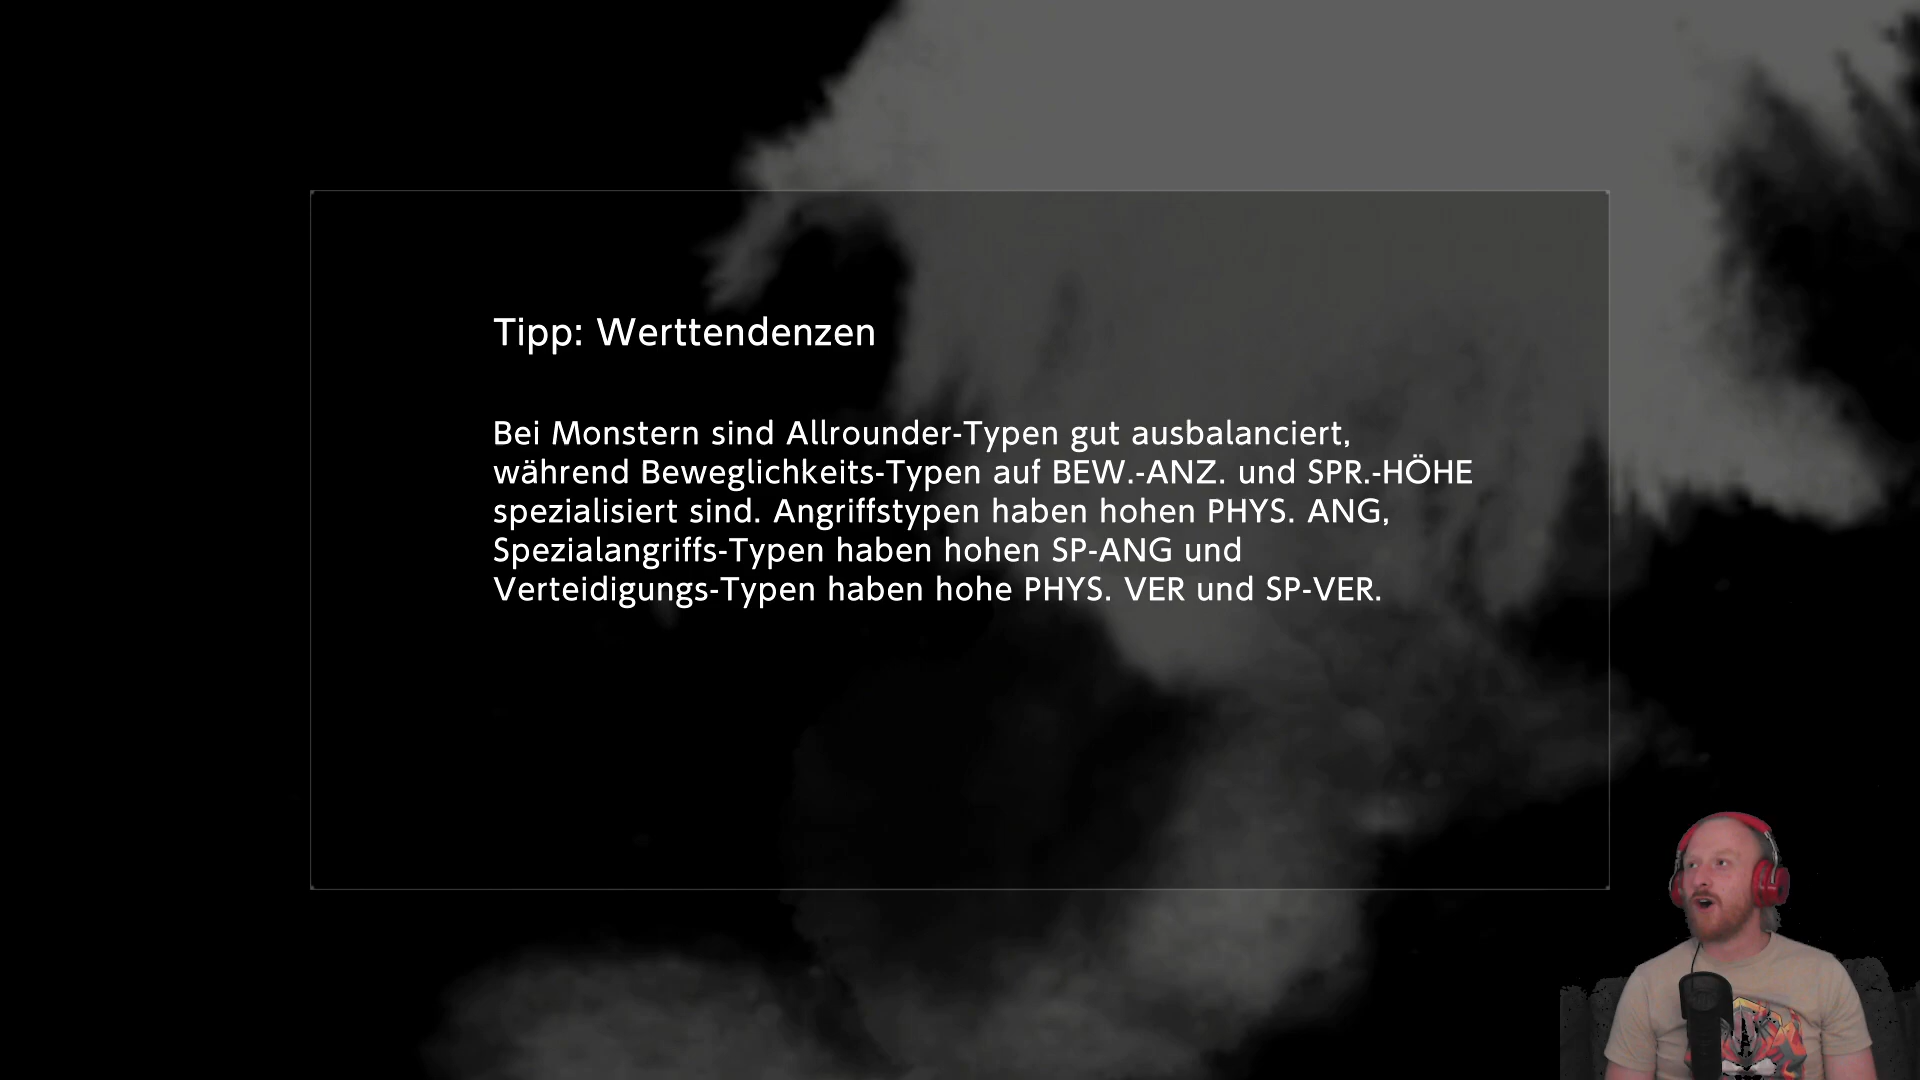 Tipp: Werttendenzen
Bei Monstern sind Allrounder-Typen gut ausbalanciert,
während Beweglichkeits-Typen auf BEW.-ANZ. und SPR.-HÖHE
spezialisiert sind. Angriffstypen haben hohen PHYS. ANG,
Spezialangriffs-Typen haben hohen SP-ANG und
Verteidigungs-Typen haben hohe PHYS. VER und SP-VER.